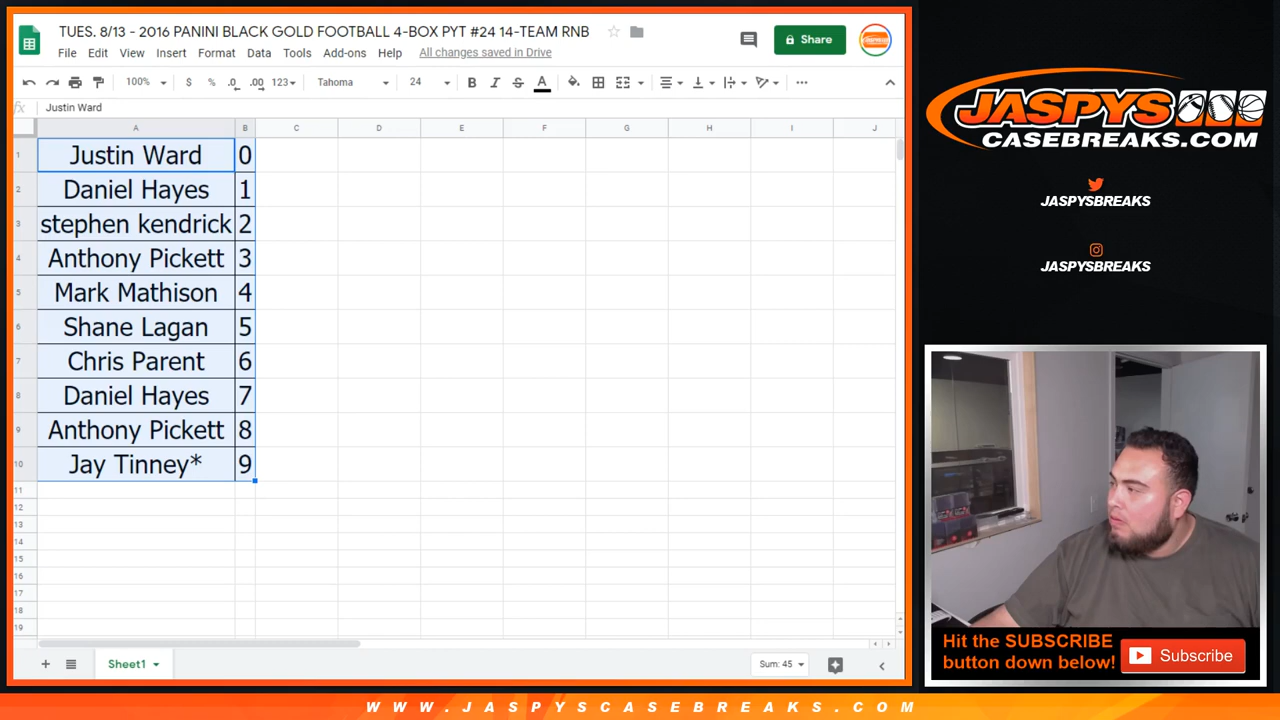 TUES. 8/13 - 2016 PANINI BLACK GOLD FOOTBALL 4-BOX PYT #24 14-TEAM RNB
File Edit View Insert Format Data Tools Add-ons Help All changes saved in Drive
Share
100% $ % .0 .00 123 Tahoma 24 B I S A
fx Justin Ward
A B C D E F G H I J
1 Justin Ward 0
2 Daniel Hayes 1
3 stephen kendrick 2
4 Anthony Pickett 3
5 Mark Mathison 4
6 Shane Lagan 5
7 Chris Parent 6
8 Daniel Hayes 7
9 Anthony Pickett 8
10 Jay Tinney* 9
11
12
13
14
15
16
17
18
19
Sheet1
Sum: 45
JASPYS
CASEBREAKS.COM
JASPYSBREAKS
JASPYSBREAKS
Hit the SUBSCRIBE
button down below!
Subscribe
WWW.JASPYSCASEBREAKS.COM